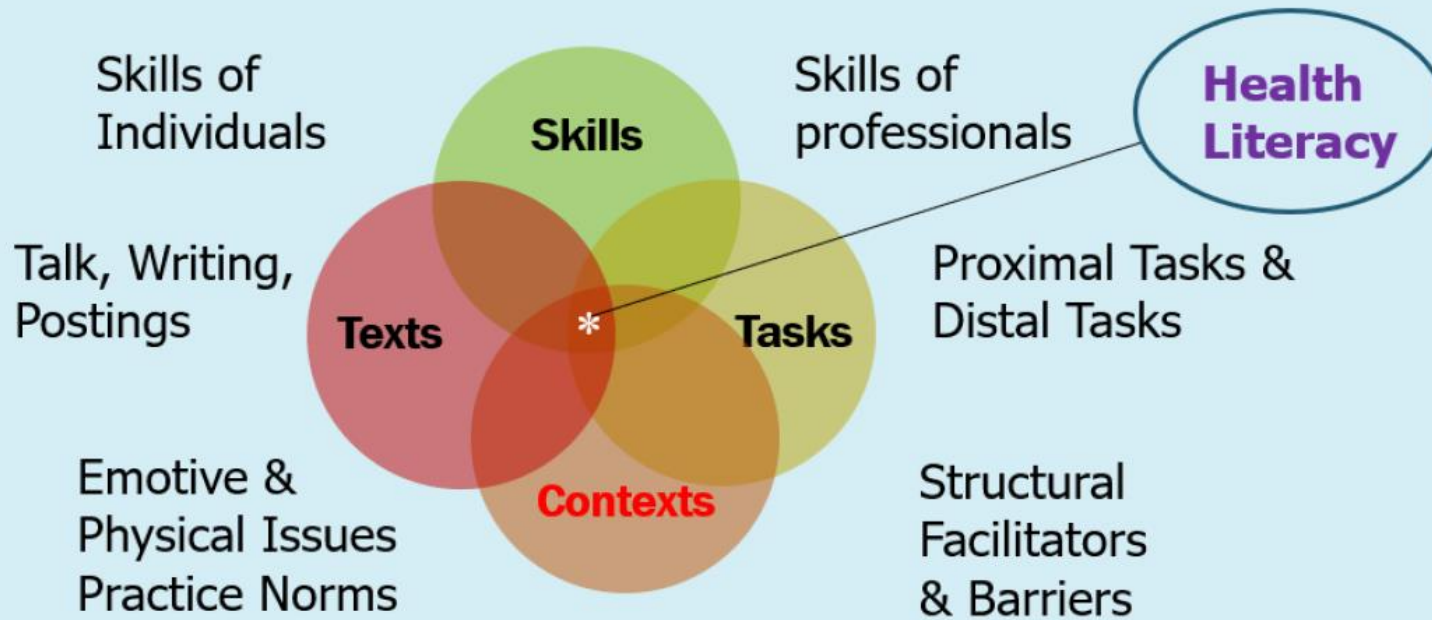 Skills of
Individuals
Skills
Skills of
professionals
Health
Literacy
Talk, Writing,
Postings
Texts
*
Tasks
Proximal Tasks &
Distal Tasks
Emotive &
Physical Issues
Practice Norms
Contexts
Structural
Facilitators
& Barriers